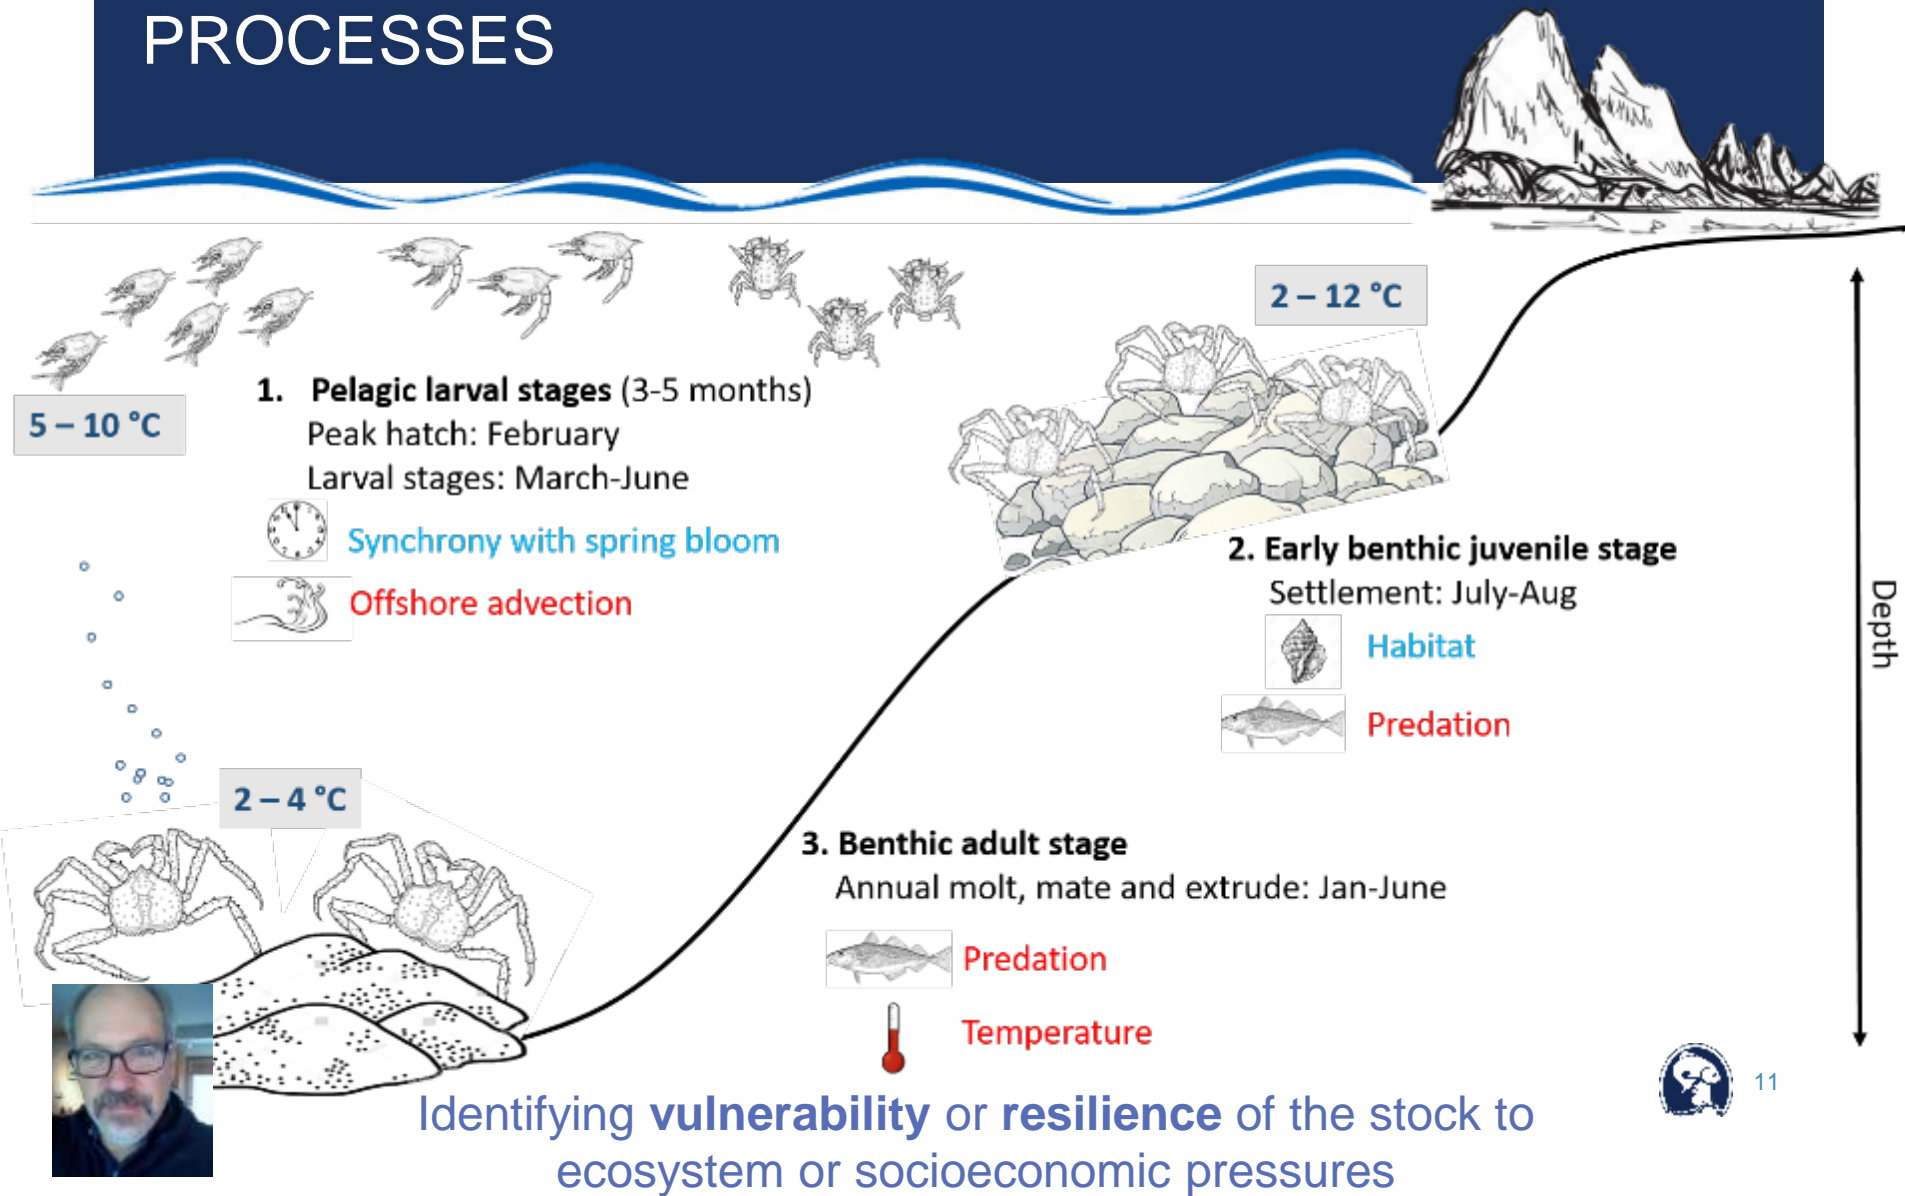 PROCESSES
2 – 12 °C
5 – 10 °C
1. Pelagic larval stages (3-5 months)
Peak hatch: February
Larval stages: March-June
Synchrony with spring bloom
Offshore advection
2. Early benthic juvenile stage
Settlement: July-Aug
Habitat
Predation
Depth
2 – 4 °C
3. Benthic adult stage
Annual molt, mate and extrude: Jan-June
Predation
Temperature
11
Identifying vulnerability or resilience of the stock to
ecosystem or socioeconomic pressures